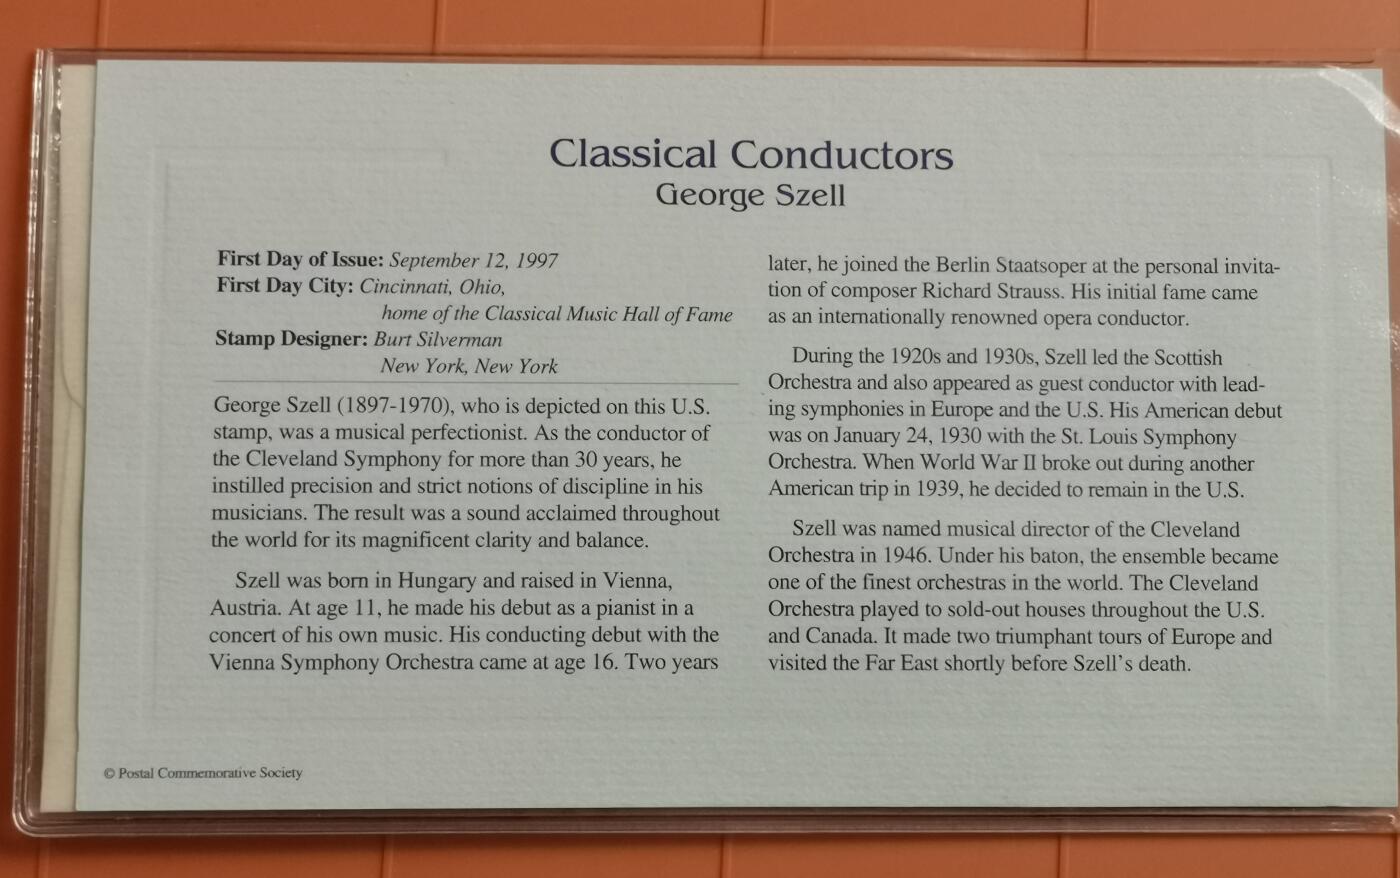 Classical Conductors
George Szell
First Day of Issue: September 12, 1997
First Day City: Cincinnati, Ohio,
home of the Classical Music Hall of Fame
Stamp Designer: Burt Silverman
New York, New York
George Szell (1897-1970), who is depicted on this U.S.
stamp, was a musical perfectionist. As the conductor of
the Cleveland Symphony for more than 30 years, he
instilled precision and strict notions of discipline in his
musicians. The result was a sound acclaimed throughout
the world for its magnificent clarity and balance.
Szell was born in Hungary and raised in Vienna,
Austria. At age 11, he made his debut as a pianist in a
concert of his own music. His conducting debut with the
Vienna Symphony Orchestra came at age 16. Two years
later, he joined the Berlin Staatsoper at the personal invita-
tion of composer Richard Strauss. His initial fame came
as an internationally renowned opera conductor.
During the 1920s and 1930s, Szell led the Scottish
Orchestra and also appeared as guest conductor with lead-
ing symphonies in Europe and the U.S. His American debut
was on January 24, 1930 with the St. Louis Symphony
Orchestra. When World War II broke out during another
American trip in 1939, he decided to remain in the U.S.
Szell was named musical director of the Cleveland
Orchestra in 1946. Under his baton, the ensemble became
one of the finest orchestras in the world. The Cleveland
Orchestra played to sold-out houses throughout the U.S.
and Canada. It made two triumphant tours of Europe and
visited the Far East shortly before Szell's death.
© Postal Commemorative Society